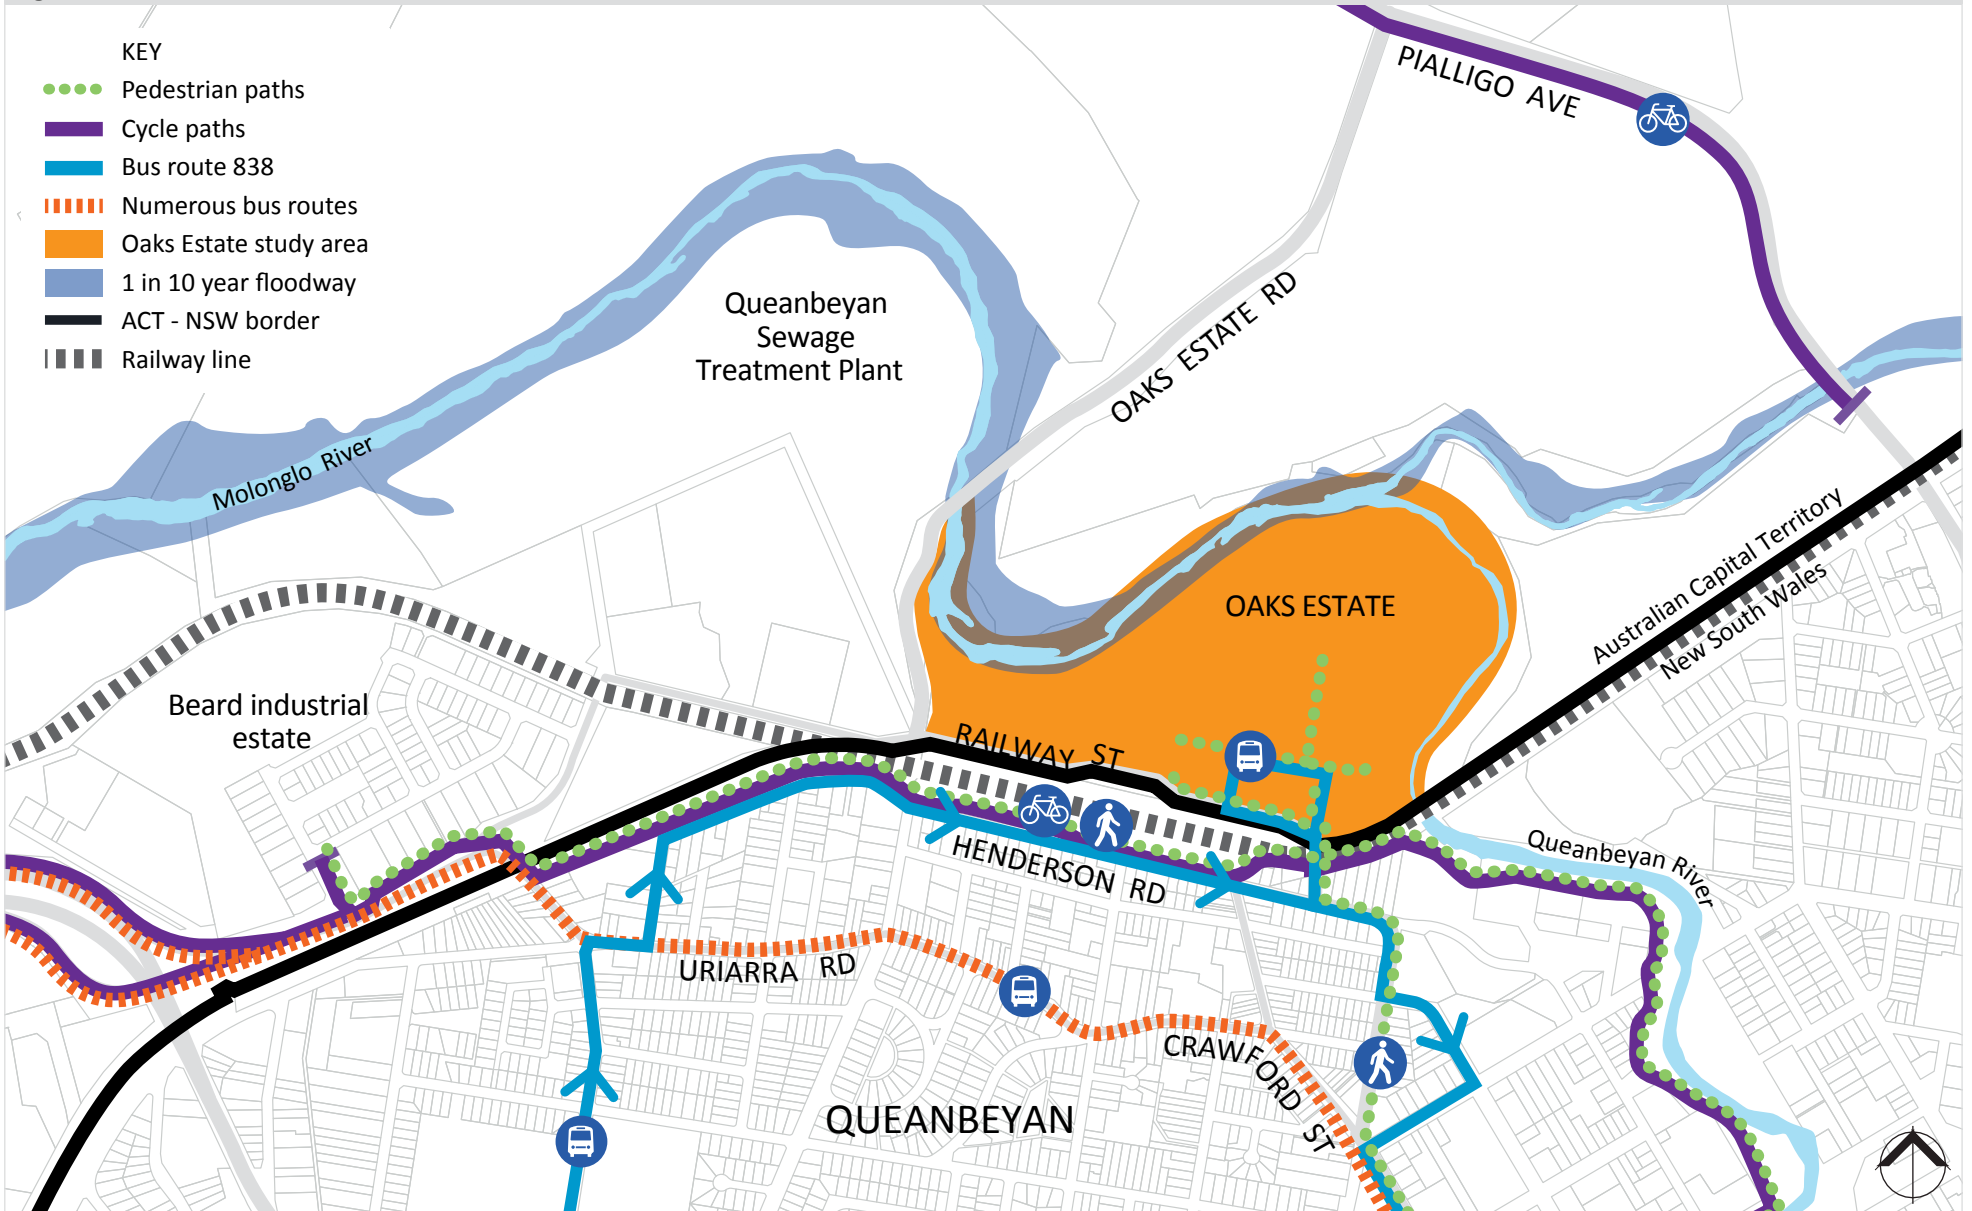 KEY
Pedestrian paths
Cycle paths
Bus route 838
Numerous bus routes
Oaks Estate study area
1 in 10 year floodway
ACT - NSW border
Railway line
PIALLIGO AVE
Queanbeyan
Sewage
Treatment Plant
OAKS ESTATE RD
Molonglo River
OAKS ESTATE
Australian Capital Territory
New South Wales
Beard industrial
estate
RAILWAY ST
HENDERSON RD
Queanbeyan River
URIARRA RD
CRAWFORD ST
QUEANBEYAN